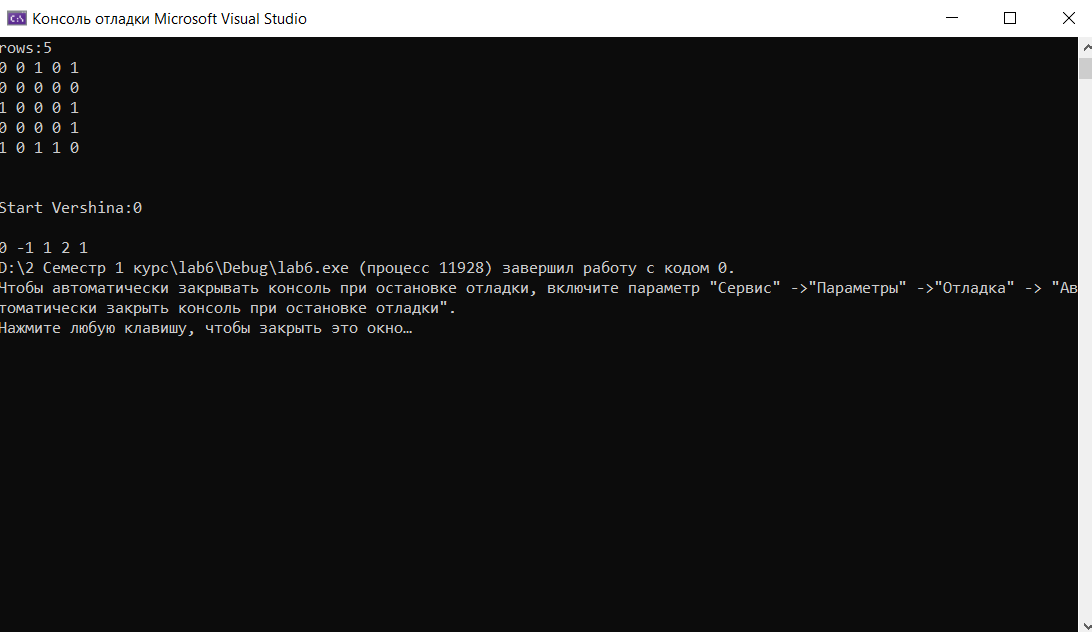 Консоль отладки Microsoft Visual Studio
rows:5
0 0 1 0 1
0 0 0 0 0
1 0 0 0 1
0 0 0 0 1
1 0 1 1 0
Start Vershina:0
0 -1 1 2 1
D:\2 Семестр 1 курс\lab6\Debug\lab6.exe (процесс 11928) завершил работу с кодом 0.
Чтобы автоматически закрывать консоль при остановке отладки, включите параметр "Сервис" ->"Параметры" ->"Отладка" -> "Ав
томатически закрыть консоль при остановке отладки".
Нажмите любую клавишу, чтобы закрыть это окно…